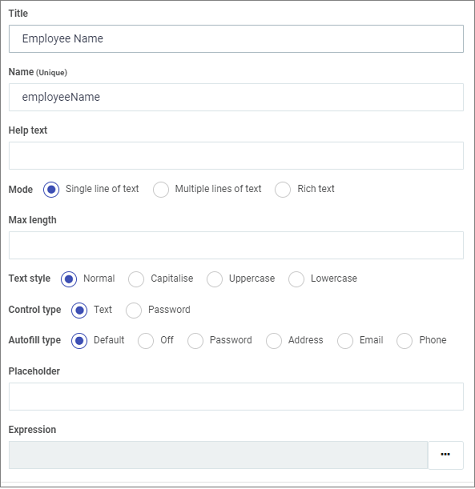 Title
Employee Name
Name (Unique)
employeeName
Help text
Mode Single line of text Multiple lines of text Rich text
Max length
Text style Normal Capitalise Uppercase Lowercase
Control type Text Password
Autofill type Default Off Password Address Email Phone
Placeholder
Expression
...